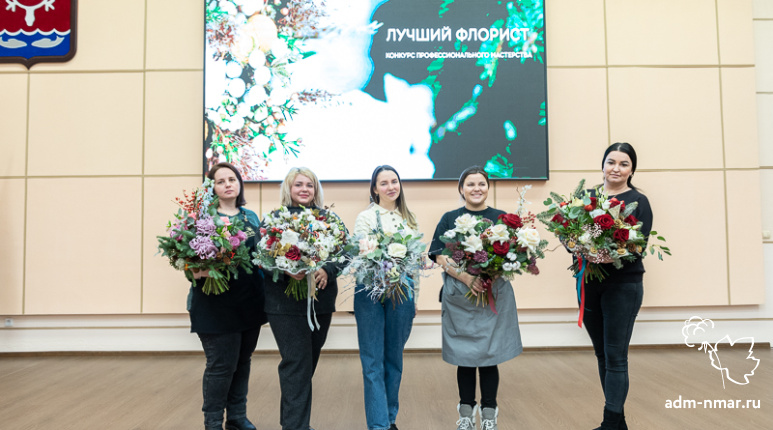 ЛУЧШИЙ ФЛОРИСТ
КОНКУРС ПРОФЕССИОНАЛЬНОГО МАСТЕРСТВА
adm-nmar.ru